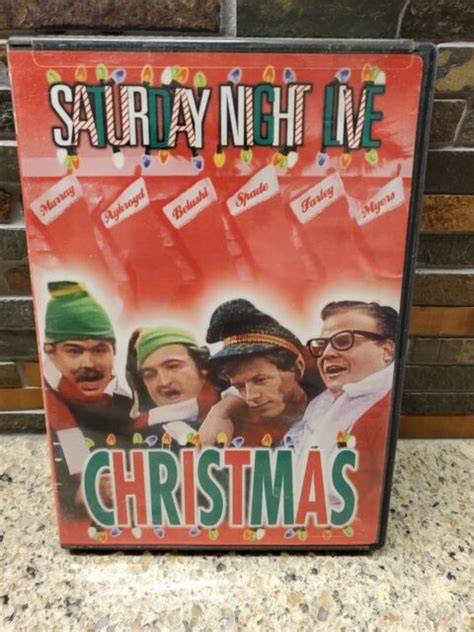 SATURDAY NIGHT LIVE
Murray Aykroyd Belushi Spade Farley Myers
CHRISTMAS